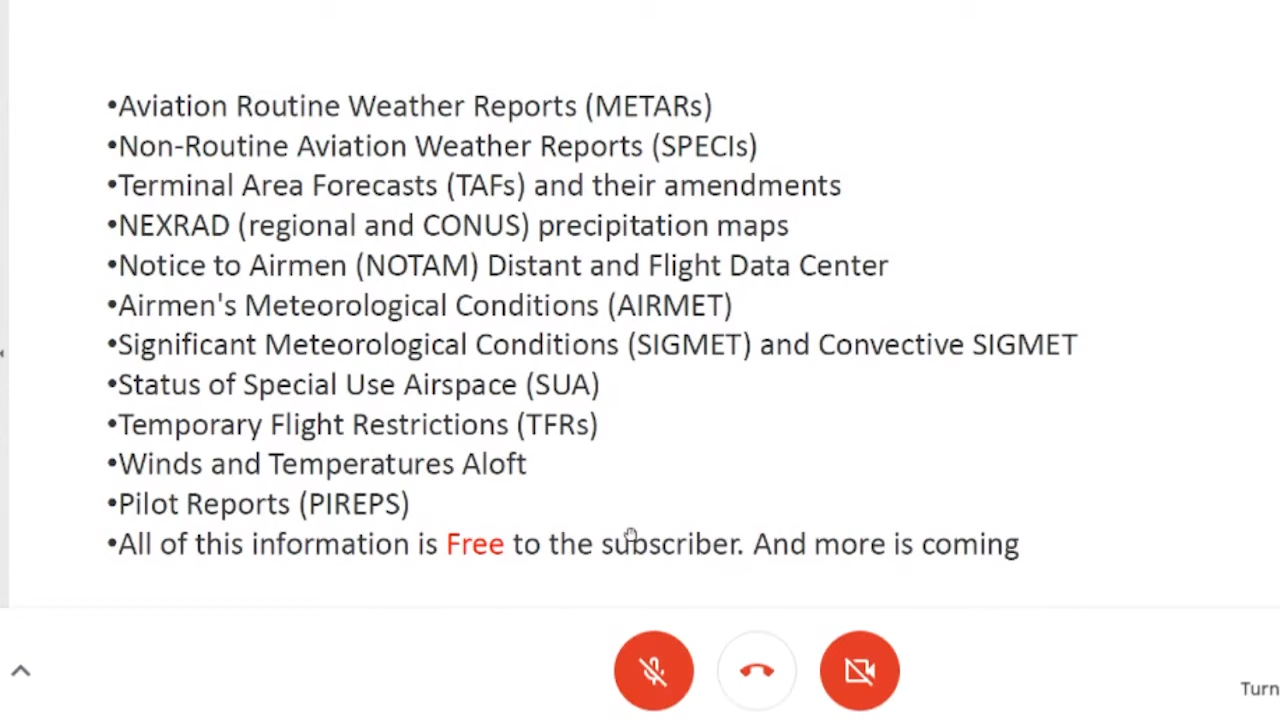 •Aviation Routine Weather Reports (METARs)
•Non-Routine Aviation Weather Reports (SPECIs)
•Terminal Area Forecasts (TAFs) and their amendments
•NEXRAD (regional and CONUS) precipitation maps
•Notice to Airmen (NOTAM) Distant and Flight Data Center
•Airmen's Meteorological Conditions (AIRMET)
•Significant Meteorological Conditions (SIGMET) and Convective SIGMET
•Status of Special Use Airspace (SUA)
•Temporary Flight Restrictions (TFRs)
•Winds and Temperatures Aloft
•Pilot Reports (PIREPS)
•All of this information is Free to the subscriber. And more is coming
Turn